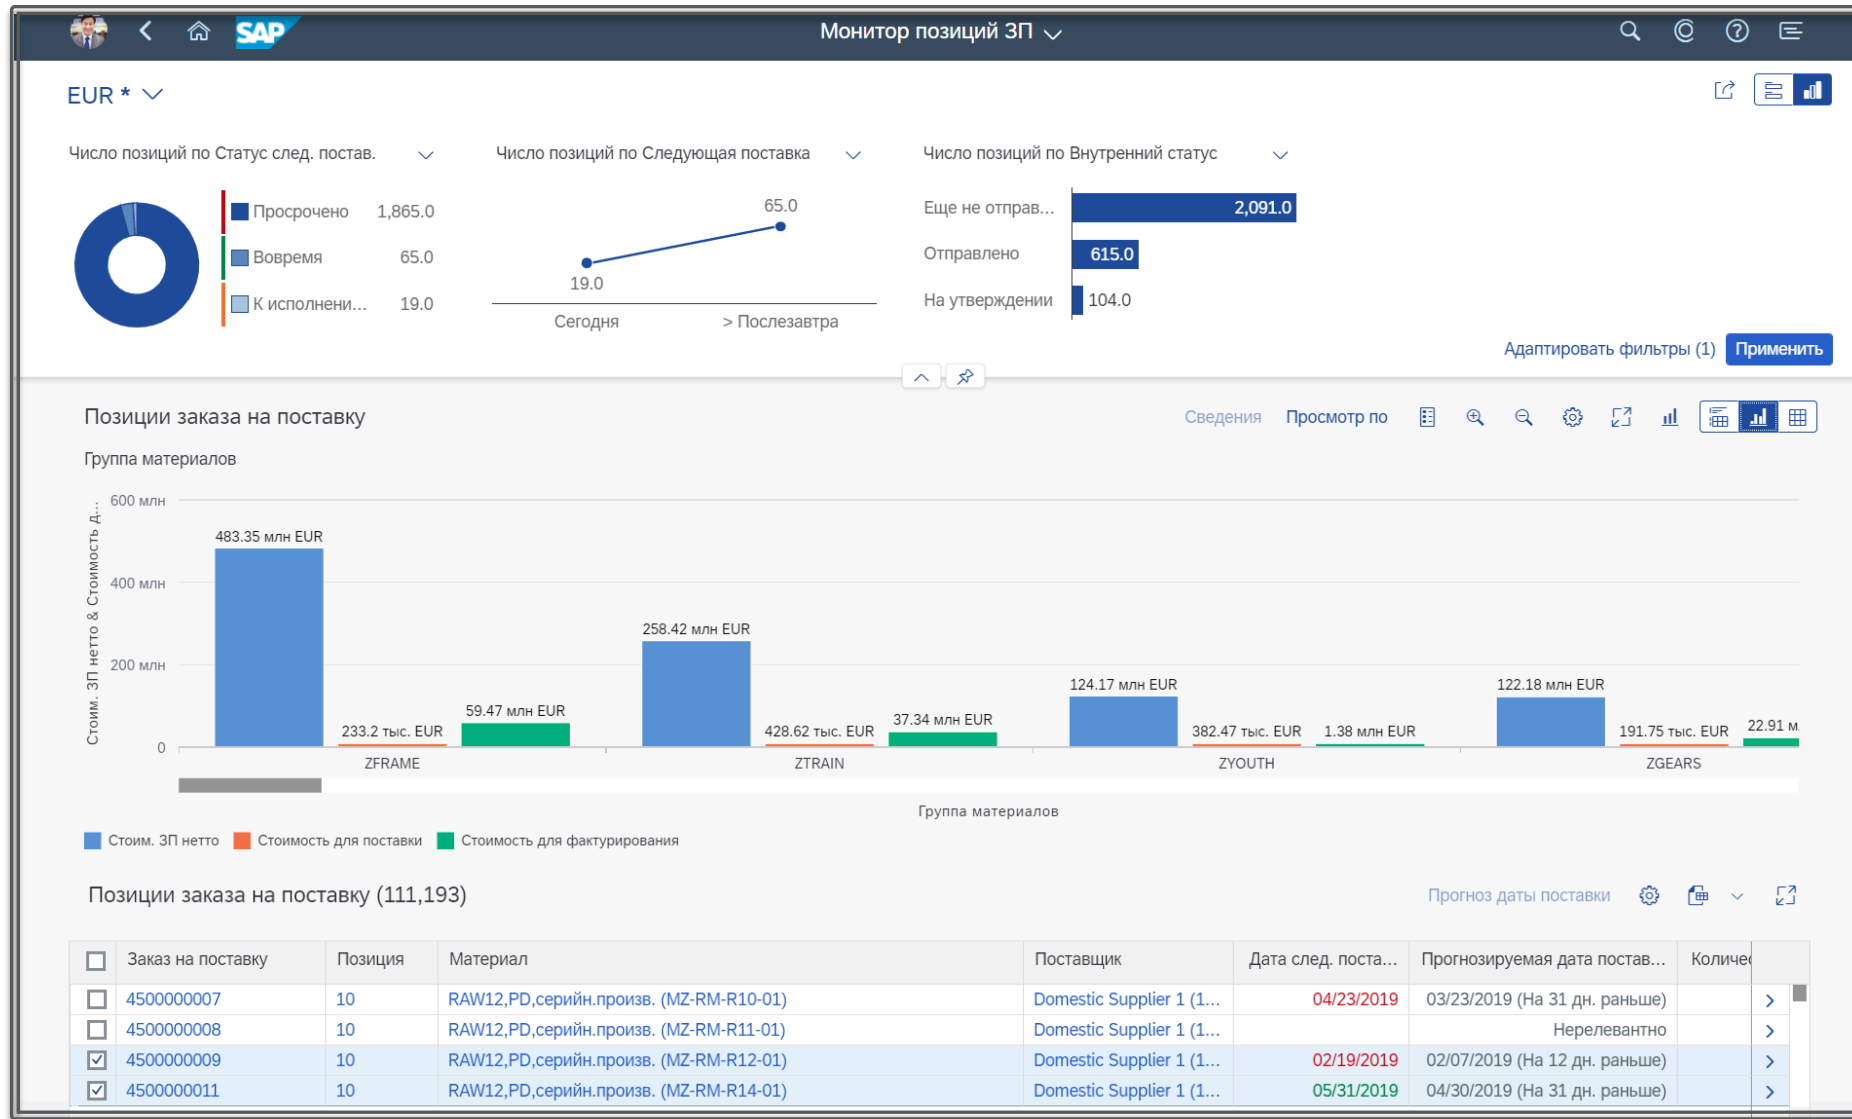 SAP
Монитор позиций ЗП
EUR *
Число позиций по Статус след. постав.
Просрочено 1,865.0
Вовремя 65.0
К исполнени... 19.0
Число позиций по Следующая поставка
65.0
19.0
Сегодня > Послезавтра
Число позиций по Внутренний статус
Еще не отправ... 2,091.0
Отправлено 615.0
На утверждении 104.0
Адаптировать фильтры (1) Применить
Позиции заказа на поставку
Сведения Просмотр по
Группа материалов
Стоим. ЗП нетто & Стоимость д...
600 млн
400 млн
200 млн
0
483.35 млн EUR
233.2 тыс. EUR
59.47 млн EUR
258.42 млн EUR
428.62 тыс. EUR
37.34 млн EUR
124.17 млн EUR
382.47 тыс. EUR
1.38 млн EUR
122.18 млн EUR
191.75 тыс. EUR
22.91 м
ZFRAME ZTRAIN ZYOUTH ZGEARS
Группа материалов
Стоим. ЗП нетто Стоимость для поставки Стоимость для фактурирования
Позиции заказа на поставку (111,193)
Прогноз даты поставки
Заказ на поставку Позиция Материал Поставщик Дата след. поста... Прогнозируемая дата постав... Количес
4500000007 10 RAW12,PD,серийн.произв. (MZ-RM-R10-01) Domestic Supplier 1 (1... 04/23/2019 03/23/2019 (На 31 дн. раньше)
4500000008 10 RAW12,PD,серийн.произв. (MZ-RM-R11-01) Domestic Supplier 1 (1... Нерелевантно
4500000009 10 RAW12,PD,серийн.произв. (MZ-RM-R12-01) Domestic Supplier 1 (1... 02/19/2019 02/07/2019 (На 12 дн. раньше)
4500000011 10 RAW12,PD,серийн.произв. (MZ-RM-R14-01) Domestic Supplier 1 (1... 05/31/2019 04/30/2019 (На 31 дн. раньше)